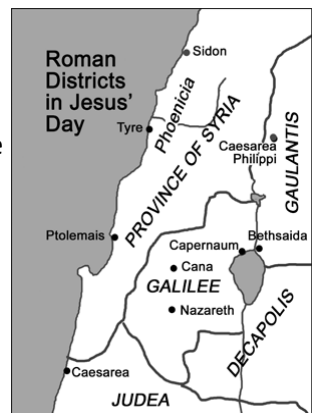 Roman
Districts
in Jesus'
Day
Sidon
Phoenicia
Tyre
PROVINCE OF SYRIA
Caesarea
Philippi
GAULANTIS
Ptolemais
Capernaum
Bethsaida
Cana
GALILEE
Nazareth
DECAPOLIS
Caesarea
JUDEA
e